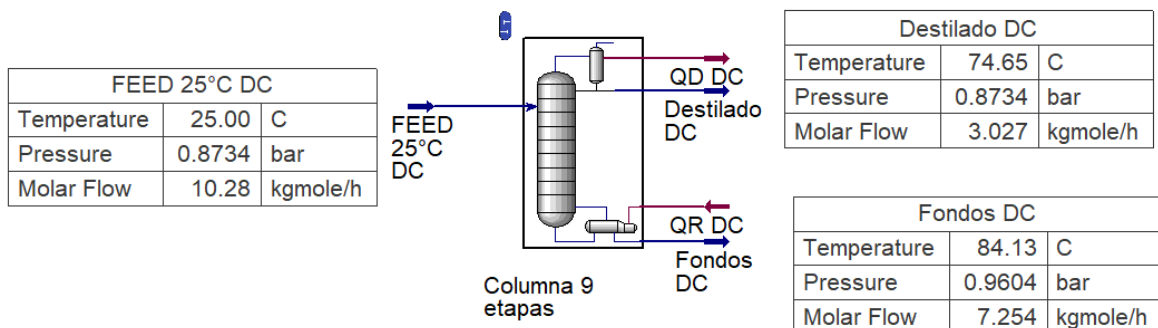 FEED 25°C DC
Temperature 25.00 C
Pressure 0.8734 bar
Molar Flow 10.28 kgmole/h
FEED
25°C
DC
QD DC
Destilado
DC
QR DC
Fondos
DC
Columna 9
etapas
Destilado DC
Temperature 74.65 C
Pressure 0.8734 bar
Molar Flow 3.027 kgmole/h
Fondos DC
Temperature 84.13 C
Pressure 0.9604 bar
Molar Flow 7.254 kgmole/h